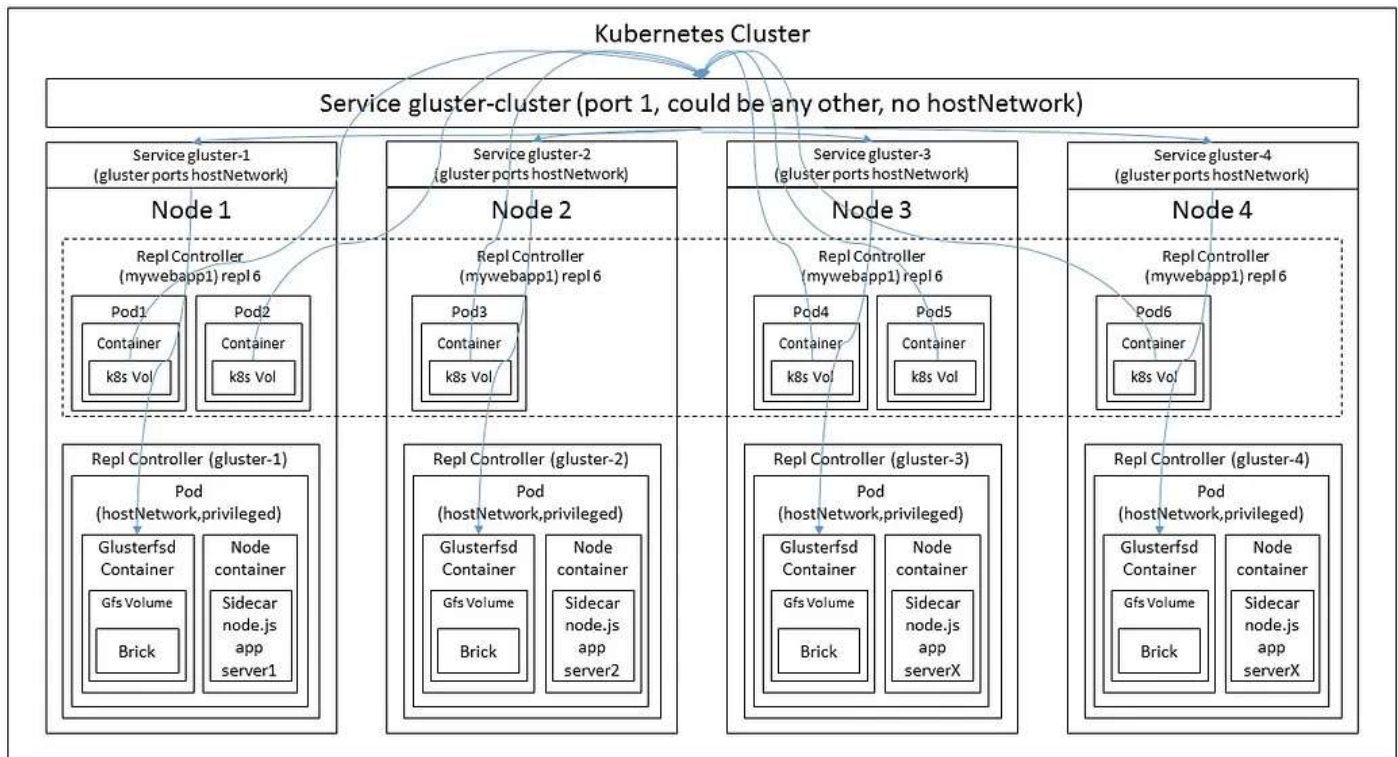 Kubernetes Cluster
Service gluster-cluster (port 1, could be any other, no hostNetwork)
Service gluster-1
(gluster ports hostNetwork)
Service gluster-2
(gluster ports hostNetwork)
Service gluster-3
(gluster ports hostNetwork)
Service gluster-4
(gluster ports hostNetwork)
Node 1
Node 2
Node 3
Node 4
Repl Controller
(mywebapp1) repl 6
Repl Controller
(mywebapp1) repl 6
Repl Controller
(mywebapp1) repl 6
Repl Controller
(mywebapp1) repl 6
Pod1
Container
k8s Vol
Pod2
Container
k8s Vol
Pod3
Container
k8s Vol
Pod4
Container
k8s Vol
Pod5
Container
k8s Vol
Pod6
Container
k8s Vol
Repl Controller (gluster-1)
Pod
(hostNetwork,privileged)
Glusterfsd
Container
Gfs Volume
Brick
Node
container
Sidecar
node.js
app
server1
Repl Controller (gluster-2)
Pod
(hostNetwork,privileged)
Glusterfsd
Container
Gfs Volume
Brick
Node
container
Sidecar
node.js
app
server2
Repl Controller (gluster-3)
Pod
(hostNetwork,privileged)
Glusterfsd
Container
Gfs Volume
Brick
Node
container
Sidecar
node.js
app
serverX
Repl Controller (gluster-4)
Pod
(hostNetwork,privileged)
Glusterfsd
Container
Gfs Volume
Brick
Node
container
Sidecar
node.js
app
serverX